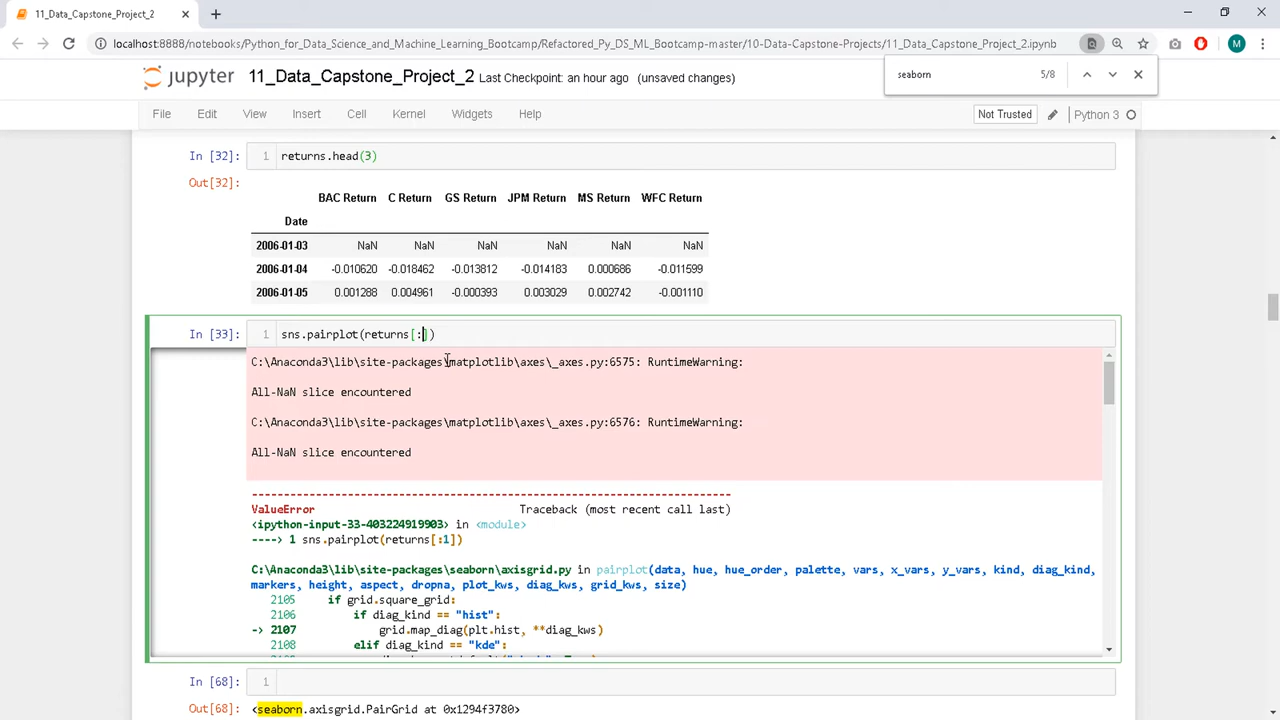 11_Data_Capstone_Project_2
localhost:8888/notebooks/Python_for_Data_Science_and_Machine_Learning_Bootcamp/Refactored_Py_DS_ML_Bootcamp-master/10-Data-Capstone-Projects/11_Data_Capstone_Project_2.ipynb
M
seaborn 5/8
jupyter 11_Data_Capstone_Project_2 Last Checkpoint: an hour ago (unsaved changes)
File Edit View Insert Cell Kernel Widgets Help Not Trusted Python 3
In [32]: 1 returns.head(3)
Out[32]:
BAC Return C Return GS Return JPM Return MS Return WFC Return
Date
2006-01-03 NaN NaN NaN NaN NaN NaN
2006-01-04 -0.010620 -0.018462 -0.013812 -0.014183 0.000686 -0.011599
2006-01-05 0.001288 0.004961 -0.000393 0.003029 0.002742 -0.001110
In [33]: 1 sns.pairplot(returns[:])
C:\Anaconda3\lib\site-packages\matplotlib\axes\_axes.py:6575: RuntimeWarning:
All-NaN slice encountered
C:\Anaconda3\lib\site-packages\matplotlib\axes\_axes.py:6576: RuntimeWarning:
All-NaN slice encountered
---------------------------------------------------------------------------
ValueError Traceback (most recent call last)
<ipython-input-33-403224919903> in <module>
----> 1 sns.pairplot(returns[:1])
C:\Anaconda3\lib\site-packages\seaborn\axisgrid.py in pairplot(data, hue, hue_order, palette, vars, x_vars, y_vars, kind, diag_kind,
markers, height, aspect, dropna, plot_kws, diag_kws, grid_kws, size)
2105 if grid.square_grid:
2106 if diag_kind == "hist":
-> 2107 grid.map_diag(plt.hist, **diag_kws)
2108 elif diag_kind == "kde":
In [68]: 1
Out[68]: <seaborn.axisgrid.PairGrid at 0x1294f3780>